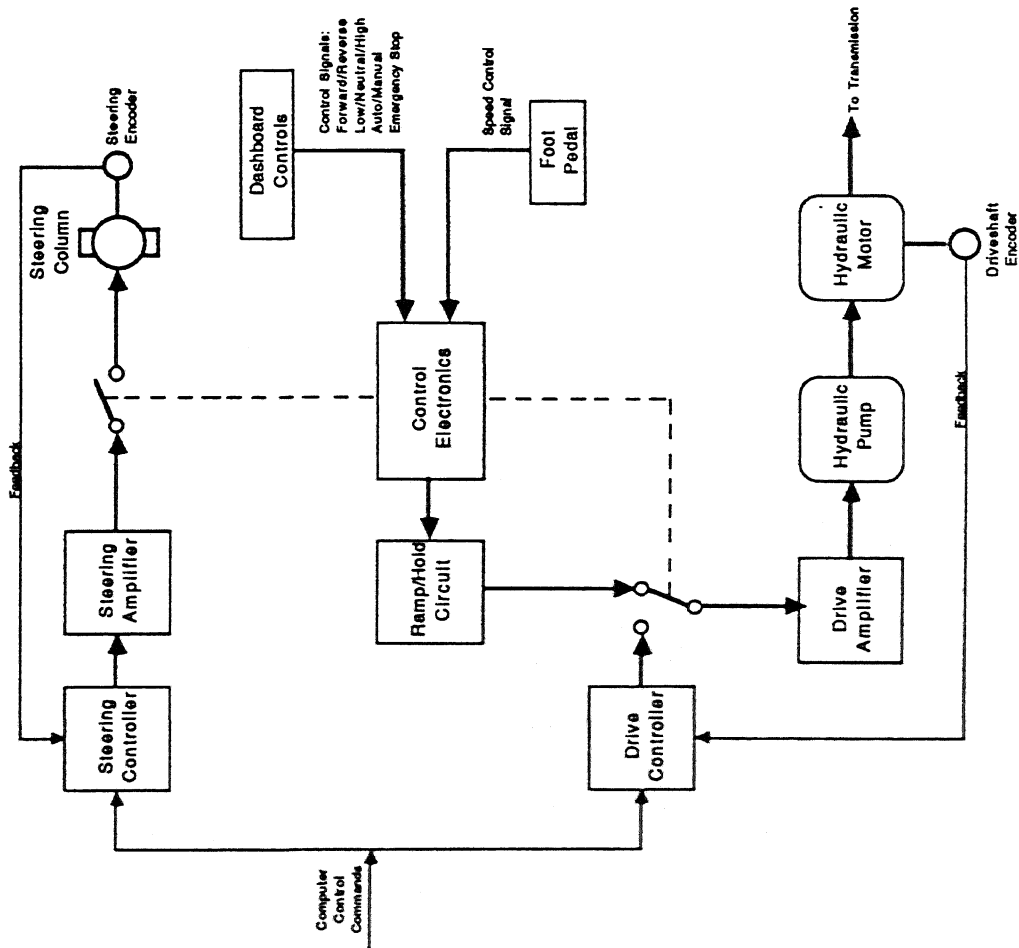 Computer
Control
Commands
Feedback
Steering
Controller
Steering
Amplifier
Steering
Column
Steering
Encoder
Dashboard
Controls
Control Signals:
Forward/Reverse
Low/Neutral/High
Auto/Manual
Emergency Stop
Speed Control
Signal
Foot
Pedal
Control
Electronics
Ramp/Hold
Circuit
Drive
Controller
Drive
Amplifier
Hydraulic
Pump
Hydraulic
Motor
To Transmission
Driveshaft
Encoder
Feedback